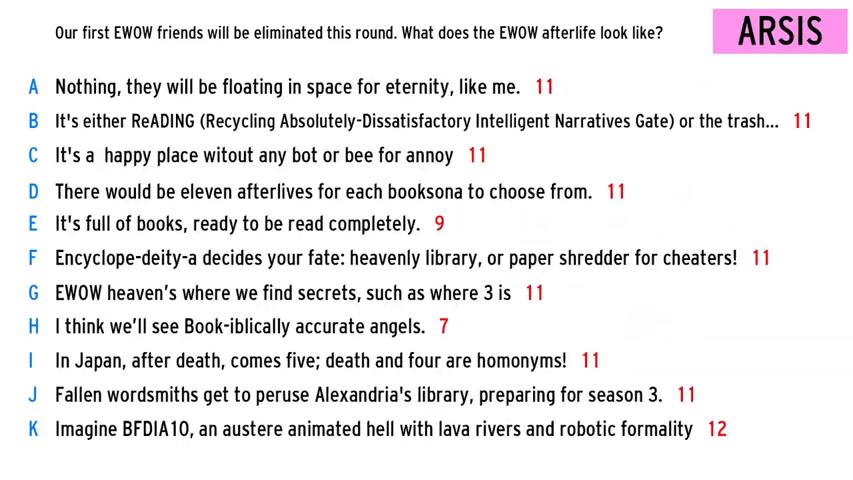 Our first EWOW friends will be eliminated this round. What does the EWOW afterlife look like?
ARSIS
A Nothing, they will be floating in space for eternity, like me. 11
B It's either ReADING (Recycling Absolutely-Dissatisfactory Intelligent Narratives Gate) or the trash... 11
C It's a  happy place witout any bot or bee for annoy 11
D There would be eleven afterlives for each booksona to choose from. 11
E It's full of books, ready to be read completely. 9
F Encyclope-deity-a decides your fate: heavenly library, or paper shredder for cheaters! 11
G EWOW heaven's where we find secrets, such as where 3 is 11
H I think we'll see Book-iblically accurate angels. 7
I In Japan, after death, comes five; death and four are homonyms! 11
J Fallen wordsmiths get to peruse Alexandria's library, preparing for season 3. 11
K Imagine BFDIA10, an austere animated hell with lava rivers and robotic formality 12